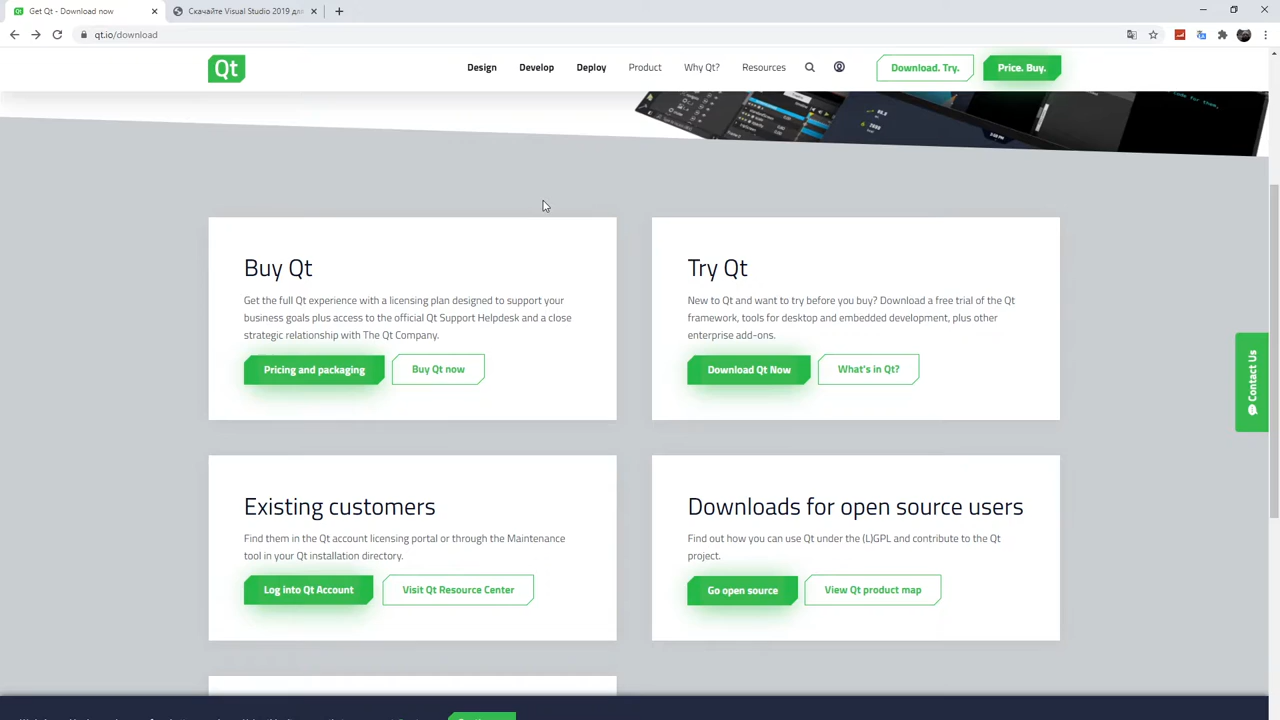 Get Qt - Download now
Скачайте Visual Studio 2019 для
qt.io/download
Qt
Design
Develop
Deploy
Product
Why Qt?
Resources
Download. Try.
Price. Buy.
Buy Qt
Get the full Qt experience with a licensing plan designed to support your
business goals plus access to the official Qt Support Helpdesk and a close
strategic relationship with The Qt Company.
Pricing and packaging
Buy Qt now
Try Qt
New to Qt and want to try before you buy? Download a free trial of the Qt
framework, tools for desktop and embedded development, plus other
enterprise add-ons.
Download Qt Now
What's in Qt?
Contact Us
Existing customers
Find them in the Qt account licensing portal or through the Maintenance
tool in your Qt installation directory.
Log into Qt Account
Visit Qt Resource Center
Downloads for open source users
Find out how you can use Qt under the (L)GPL and contribute to the Qt
project.
Go open source
View Qt product map